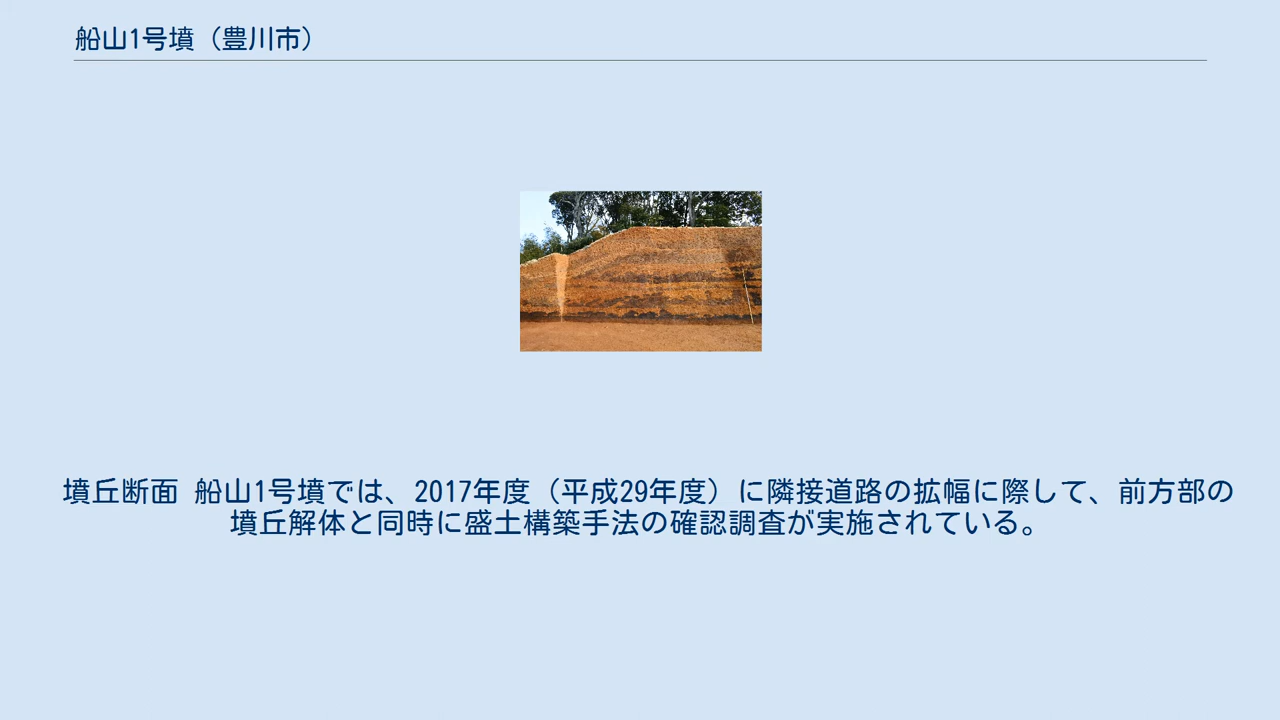 船山1号墳（豊川市）
墳丘断面 船山1号墳では、2017年度（平成29年度）に隣接道路の拡幅に際して、前方部の
墳丘解体と同時に盛土構築手法の確認調査が実施されている。